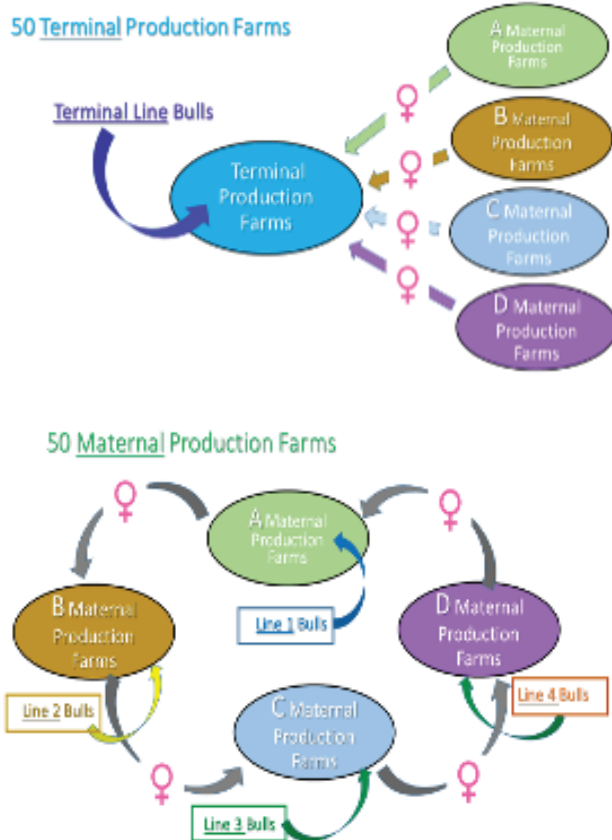 50 Terminal Production Farms
A Maternal
Production
Farms
Terminal Line Bulls
B Maternal
Production
Farms
Terminal
Production
Farms
C Maternal
Production
Farms
D Maternal
Production
Farms
50 Maternal Production Farms
A Maternal
Production
Farms
B Maternal
Production
Farms
D Maternal
Production
Farms
Line 1 Bulls
Line 2 Bulls
Line 4 Bulls
C Maternal
Production
Farms
Line 3 Bulls